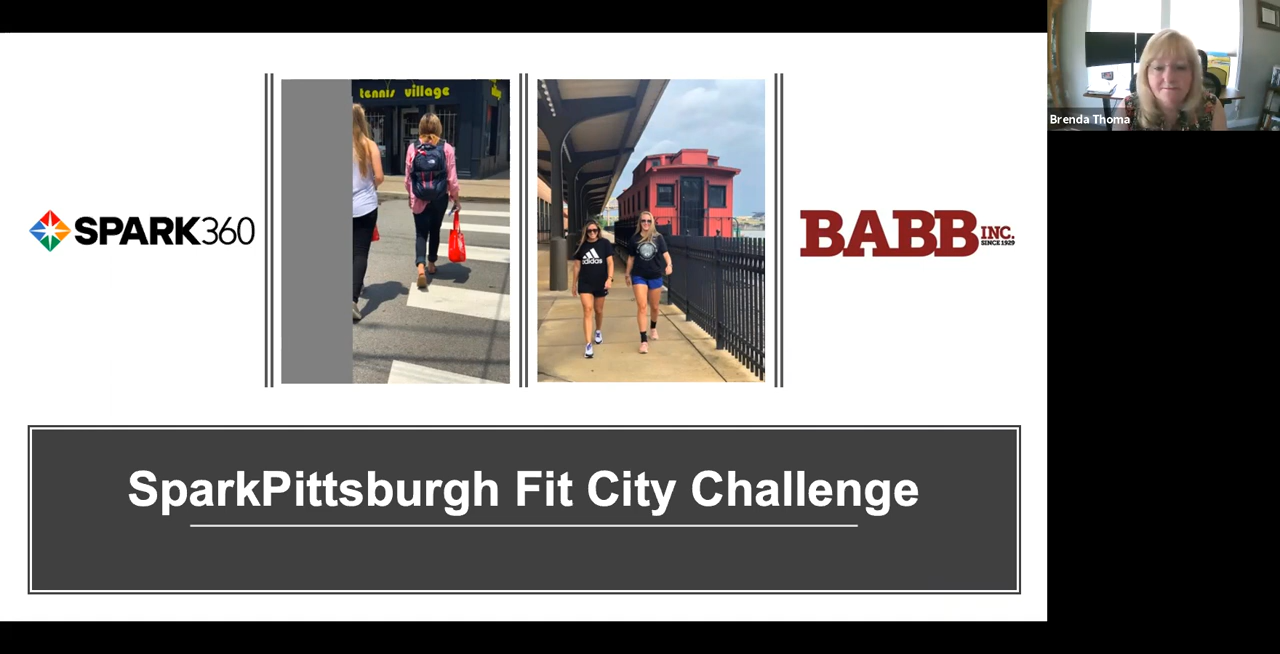 tennis village
SPARK360
adidas
BABB INC.
SINCE 1929
Brenda Thoma
SparkPittsburgh Fit City Challenge